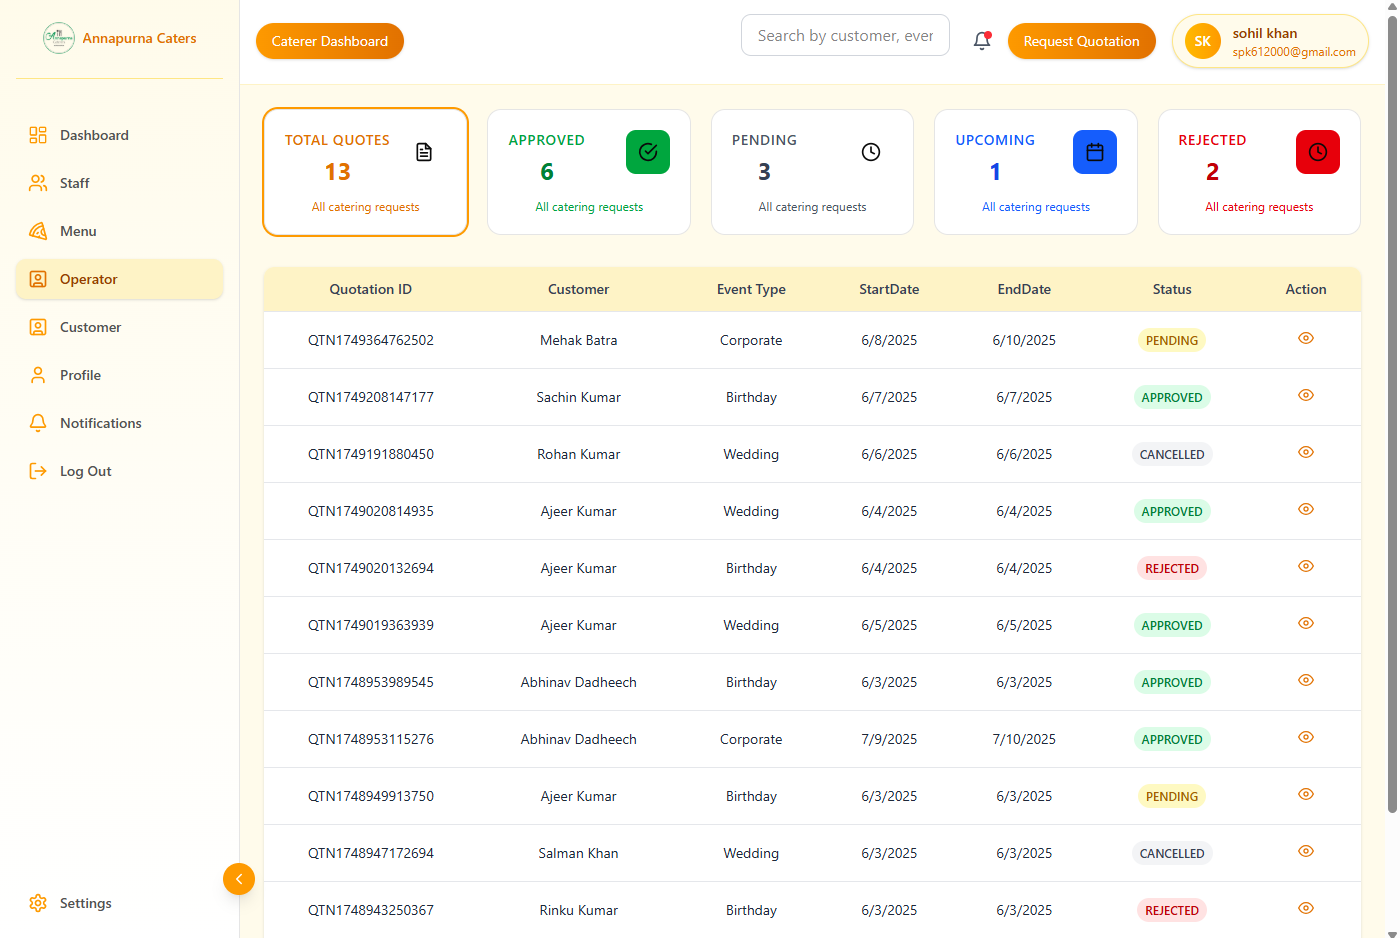 Annapurna Caters
Caterer Dashboard
Search by customer, ever
Request Quotation
SK
sohil khan
spk612000@gmail.com
Dashboard
Staff
Menu
Operator
Customer
Profile
Notifications
Log Out
Settings
TOTAL QUOTES
13
All catering requests
APPROVED
6
All catering requests
PENDING
3
All catering requests
UPCOMING
1
All catering requests
REJECTED
2
All catering requests
Quotation ID Customer Event Type StartDate EndDate Status Action
QTN1749364762502 Mehak Batra Corporate 6/8/2025 6/10/2025 PENDING
QTN1749208147177 Sachin Kumar Birthday 6/7/2025 6/7/2025 APPROVED
QTN1749191880450 Rohan Kumar Wedding 6/6/2025 6/6/2025 CANCELLED
QTN1749020814935 Ajeer Kumar Wedding 6/4/2025 6/4/2025 APPROVED
QTN1749020132694 Ajeer Kumar Birthday 6/4/2025 6/4/2025 REJECTED
QTN1749019363939 Ajeer Kumar Wedding 6/5/2025 6/5/2025 APPROVED
QTN1748953989545 Abhinav Dadheech Birthday 6/3/2025 6/3/2025 APPROVED
QTN1748953115276 Abhinav Dadheech Corporate 7/9/2025 7/10/2025 APPROVED
QTN1748949913750 Ajeer Kumar Birthday 6/3/2025 6/3/2025 PENDING
QTN1748947172694 Salman Khan Wedding 6/3/2025 6/3/2025 CANCELLED
QTN1748943250367 Rinku Kumar Birthday 6/3/2025 6/3/2025 REJECTED